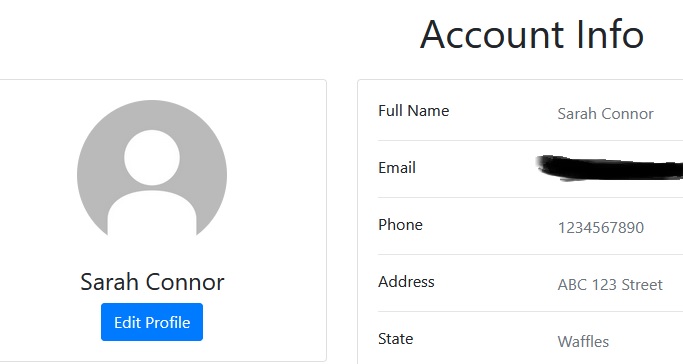 Account Info
Sarah Connor
Edit Profile
Full Name Sarah Connor
Email
Phone 1234567890
Address ABC 123 Street
State Waffles